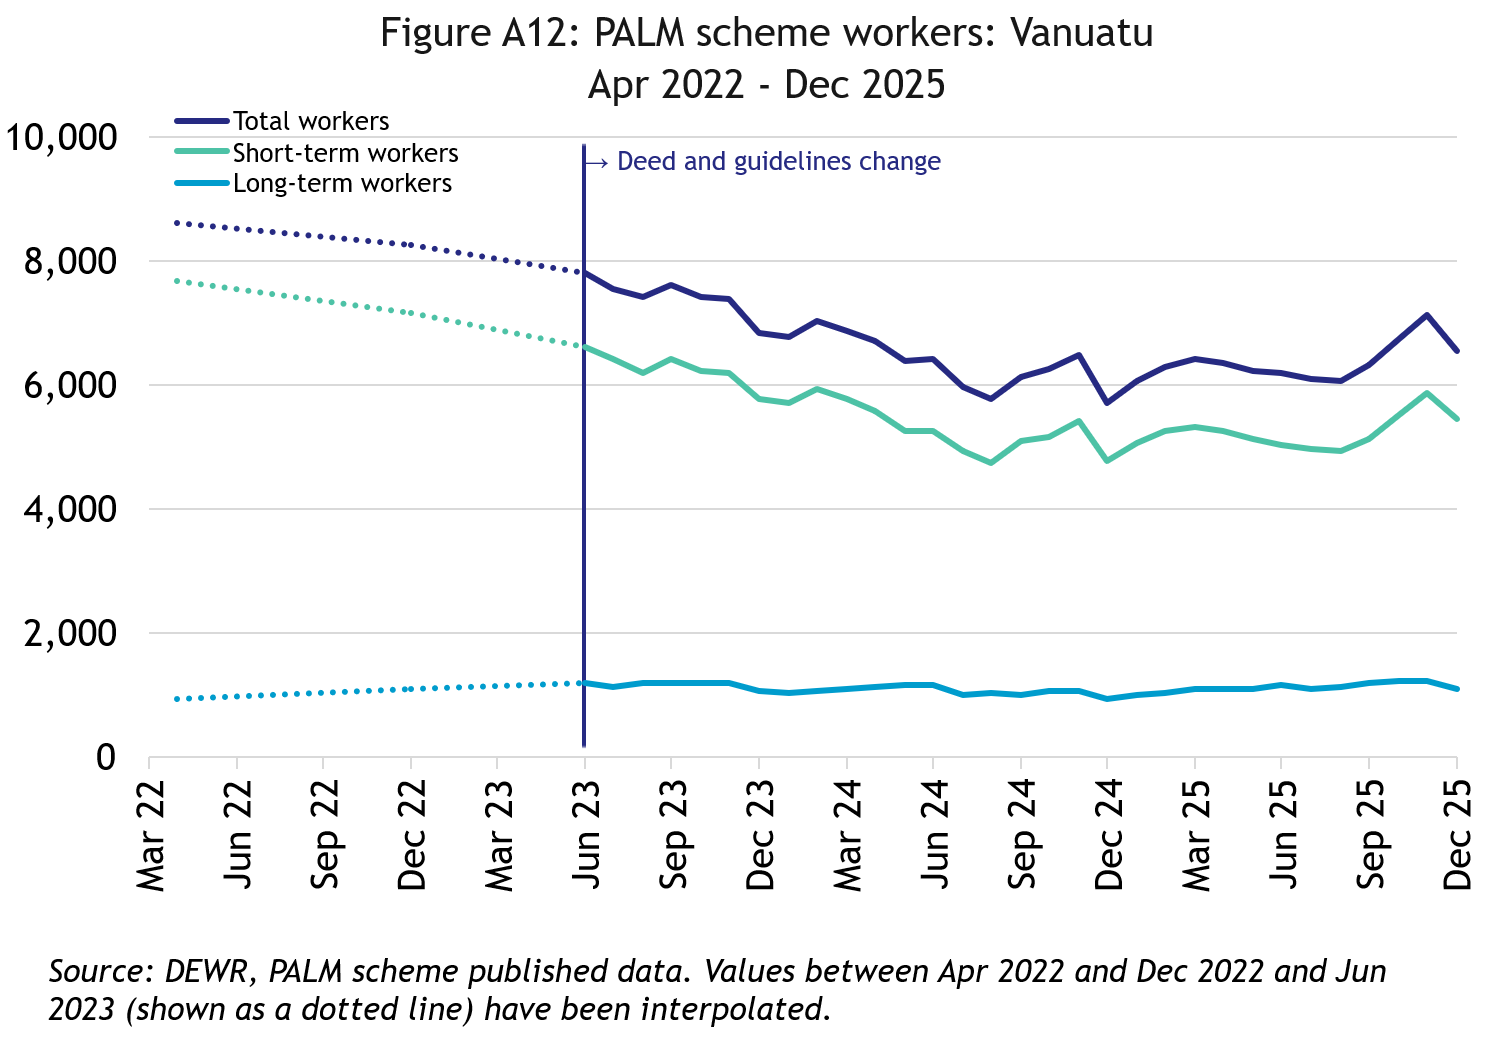 Figure A12: PALM scheme workers: Vanuatu
Apr 2022 - Dec 2025
Total workers
Short-term workers
Long-term workers
→ Deed and guidelines change
10,000
8,000
6,000
4,000
2,000
0
Mar 22
Jun 22
Sep 22
Dec 22
Mar 23
Jun 23
Sep 23
Dec 23
Mar 24
Jun 24
Sep 24
Dec 24
Mar 25
Jun 25
Sep 25
Dec 25
Source: DEWR, PALM scheme published data. Values between Apr 2022 and Dec 2022 and Jun
2023 (shown as a dotted line) have been interpolated.